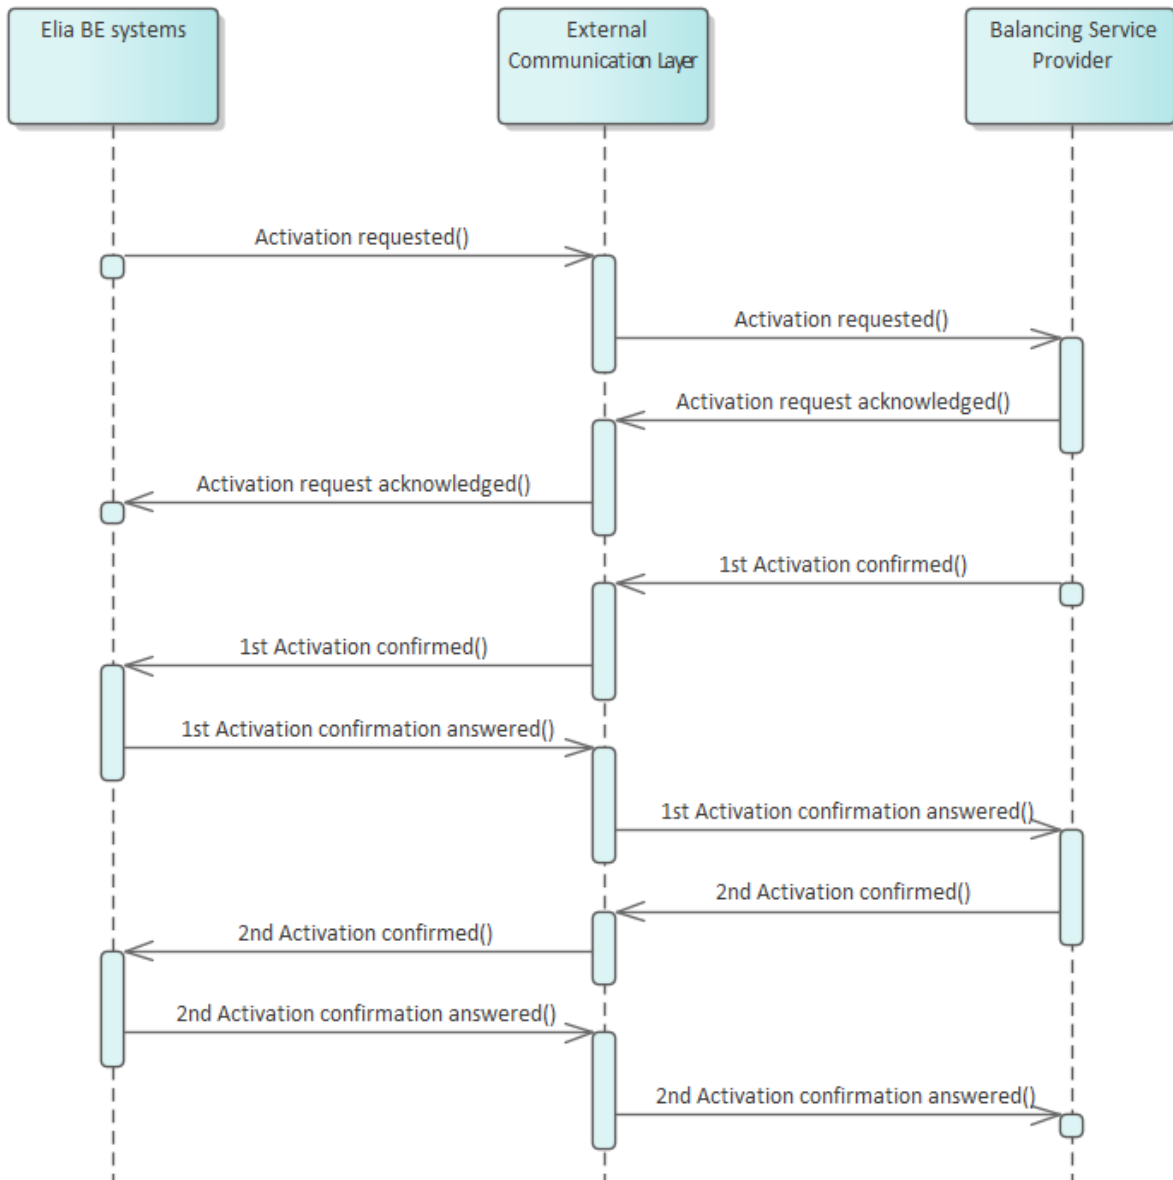 Elia BE systems
External
Communication Layer
Balancing Service
Provider
Activation requested()
Activation requested()
Activation request acknowledged()
Activation request acknowledged()
1st Activation confirmed()
1st Activation confirmed()
1st Activation confirmation answered()
1st Activation confirmation answered()
2nd Activation confirmed()
2nd Activation confirmed()
2nd Activation confirmation answered()
2nd Activation confirmation answered()